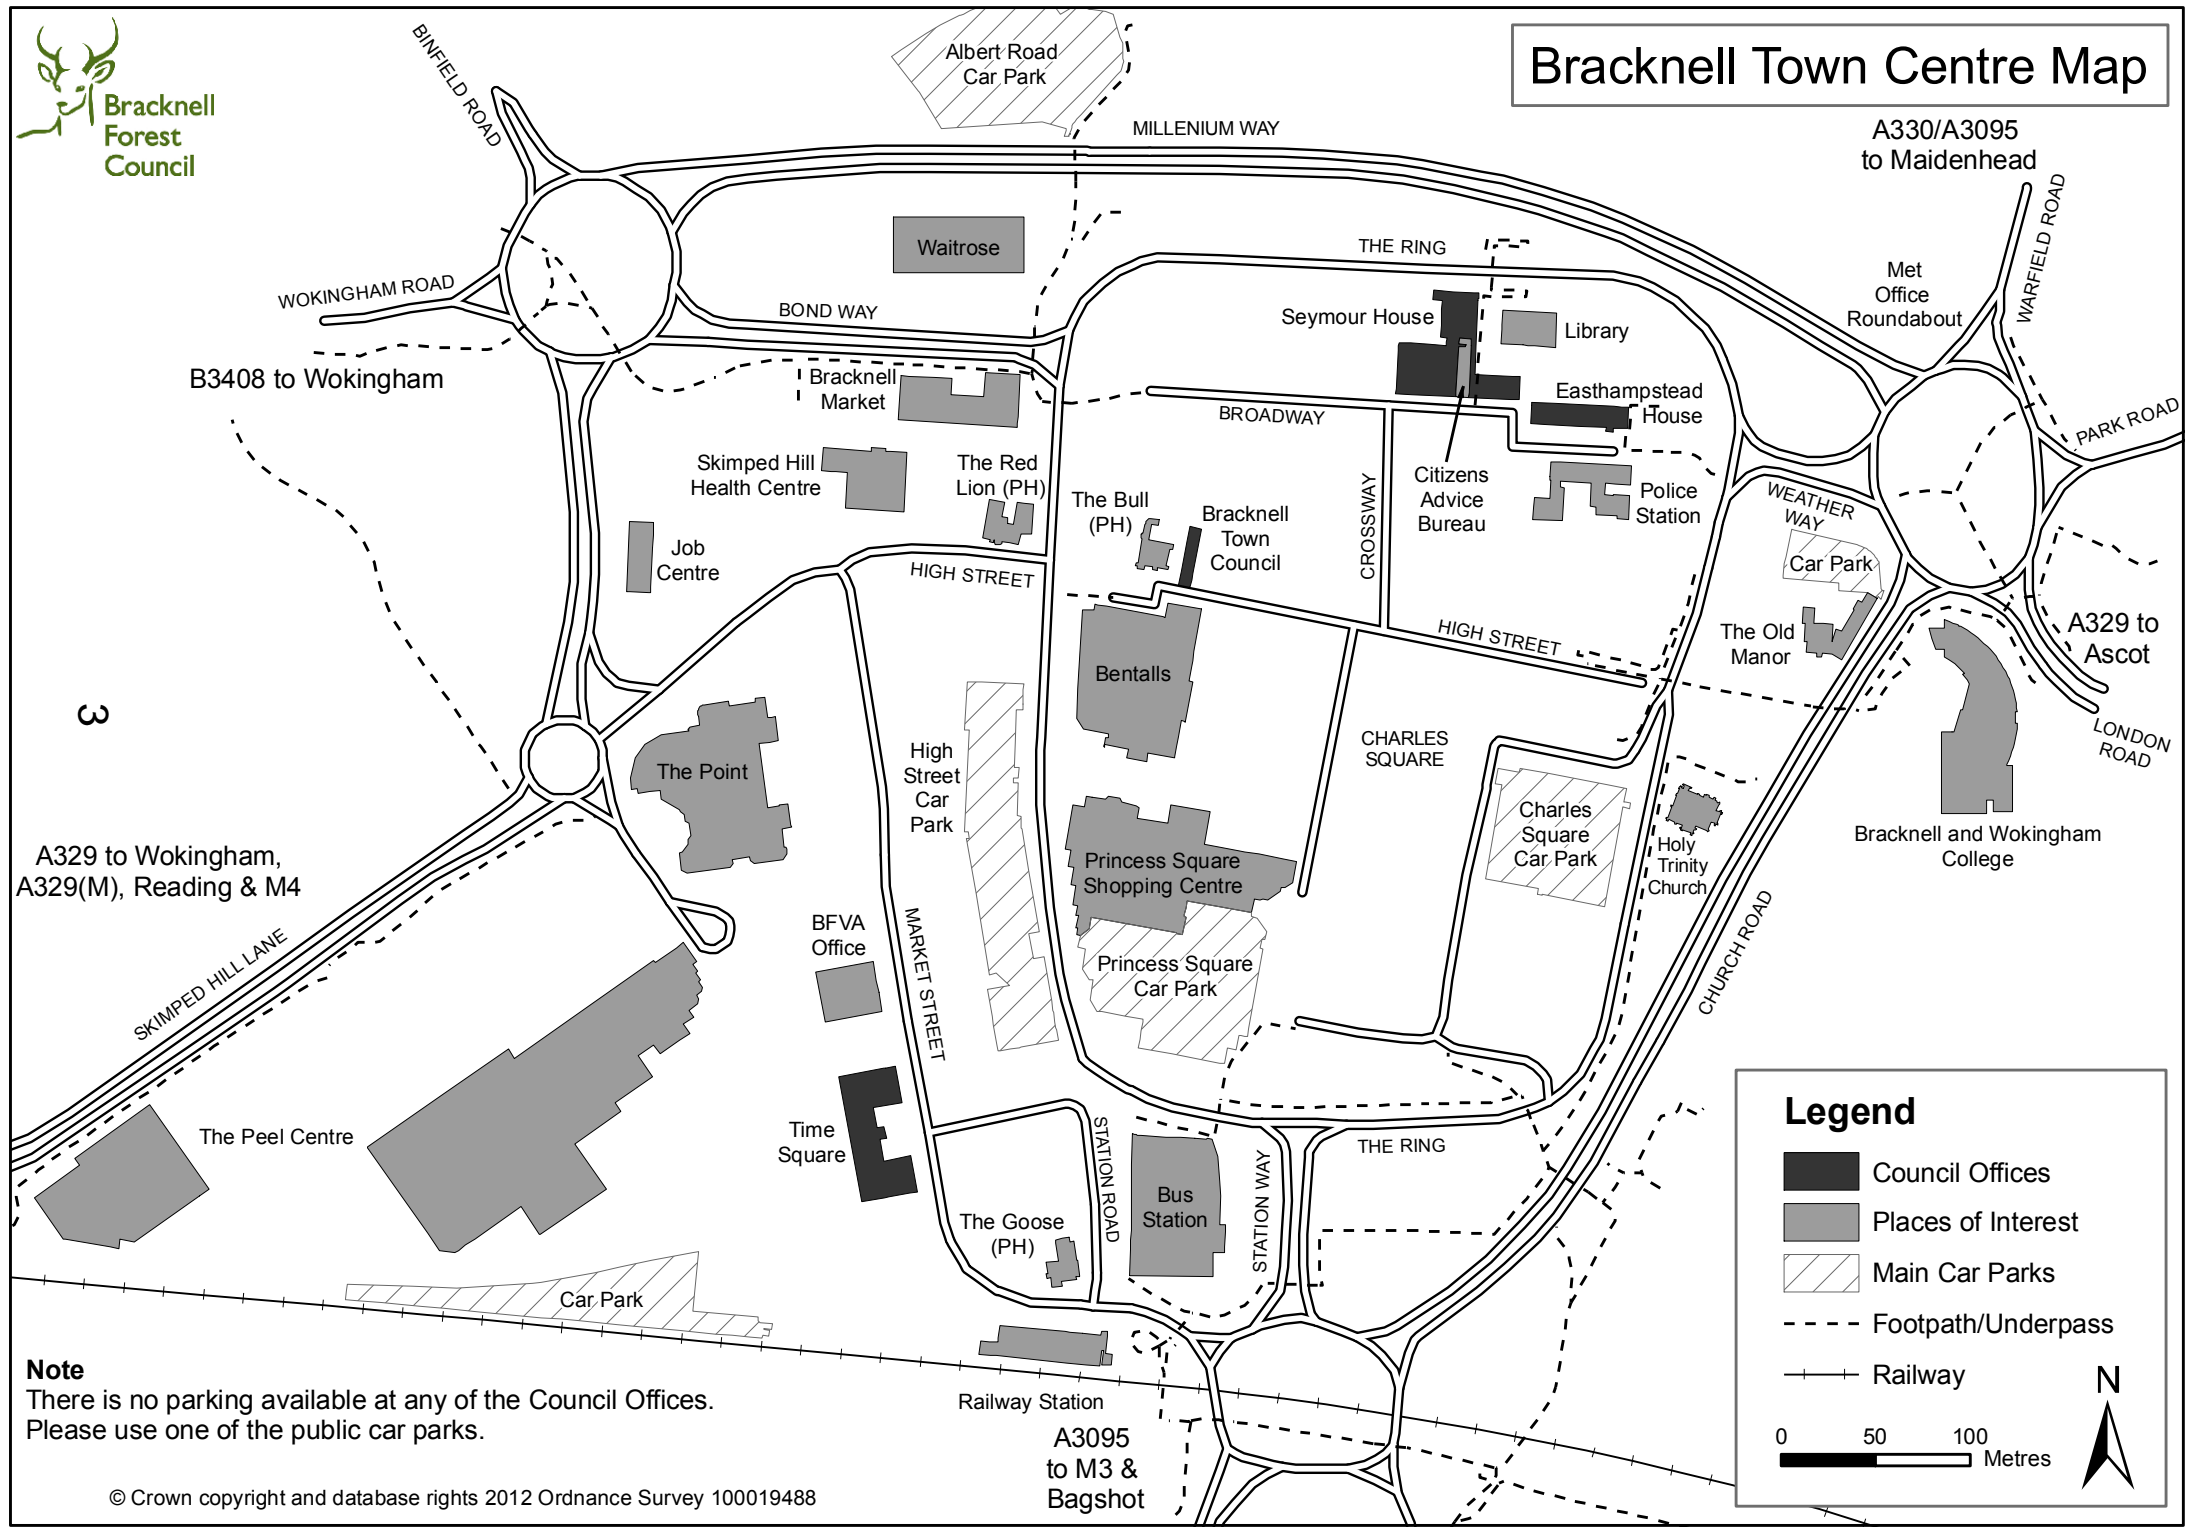 Bracknell
Forest
Council
BINFIELD ROAD
Albert Road
Car Park
Bracknell Town Centre Map
MILLENIUM WAY
A330/A3095
to Maidenhead
WARFIELD ROAD
Waitrose
THE RING
Met
Office
Roundabout
WOKINGHAM ROAD
BOND WAY
Seymour House
Library
B3408 to Wokingham
Bracknell
Market
BROADWAY
Easthampstead
House
PARK ROAD
Skimped Hill
Health Centre
The Red
Lion (PH)
The Bull
(PH)
Bracknell
Town
Council
CROSSWAY
Citizens
Advice
Bureau
Police
Station
WEATHER
WAY
Car Park
Job
Centre
HIGH STREET
HIGH STREET
The Old
Manor
A329 to
Ascot
Bentalls
3
The Point
High
Street
Car
Park
CHARLES
SQUARE
LONDON
ROAD
Charles
Square
Car Park
Holy
Trinity
Church
Bracknell and Wokingham
College
A329 to Wokingham,
A329(M), Reading & M4
Princess Square
Shopping Centre
SKIMPED HILL LANE
BFVA
Office
MARKET STREET
Princess Square
Car Park
CHURCH ROAD
The Peel Centre
Time
Square
STATION ROAD
THE RING
Bus
Station
STATION WAY
The Goose
(PH)
Car Park
Railway Station
A3095
to M3 &
Bagshot
Note
There is no parking available at any of the Council Offices.
Please use one of the public car parks.
© Crown copyright and database rights 2012 Ordnance Survey 100019488
Legend
Council Offices
Places of Interest
Main Car Parks
Footpath/Underpass
Railway
N
0 50 100
Metres